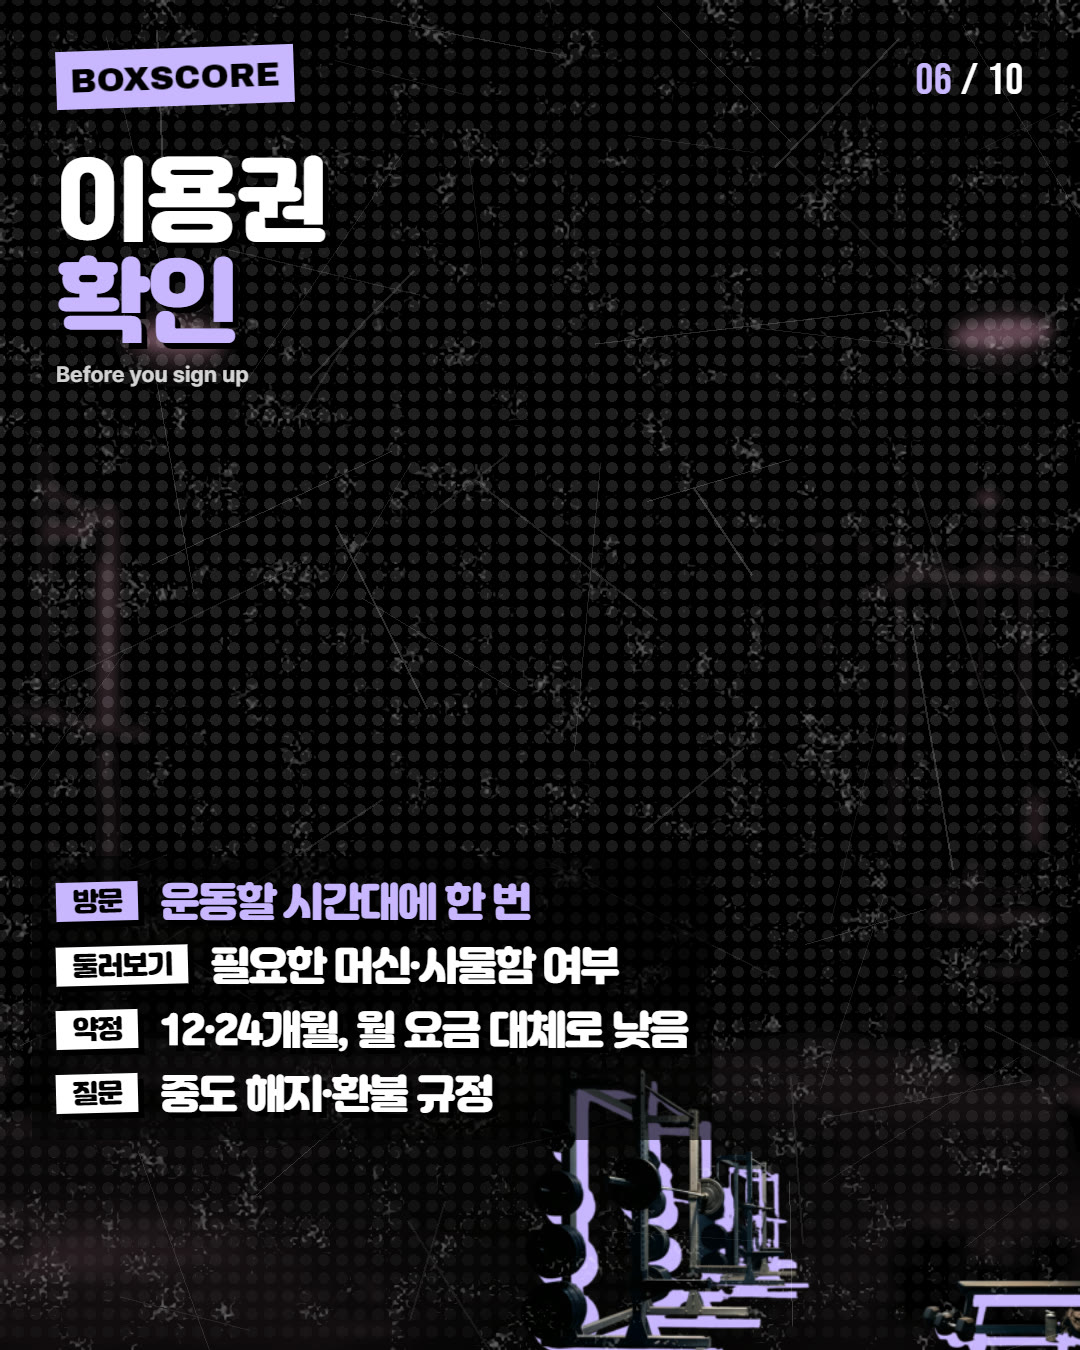 BOXSCORE
06 / 10
이용권
확인
Before you sign up
방문 운동할 시간대에 한 번
둘러보기 필요한 머신·사물함 여부
약정 12·24개월, 월 요금 대체로 낮음
질문 중도 해지·환불 규정